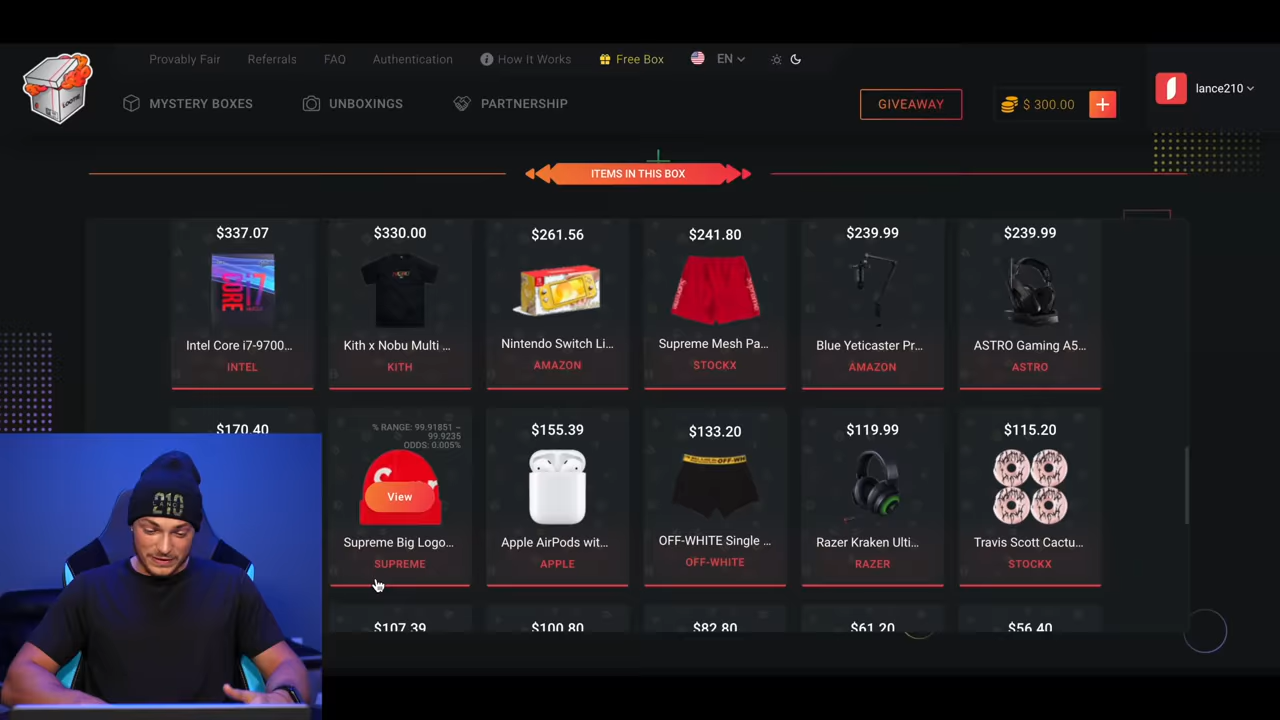 Provably Fair
Referrals
FAQ
Authentication
How It Works
Free Box
EN
MYSTERY BOXES
UNBOXINGS
PARTNERSHIP
GIVEAWAY
$ 300.00
+
lance210
ITEMS IN THIS BOX
$337.07
$330.00
$261.56
$241.80
$239.99
$239.99
CORE i7
Intel Core i7-9700...
Kith x Nobu Multi ...
Nintendo Switch Li...
Supreme Mesh Pa...
Blue Yeticaster Pr...
ASTRO Gaming A5...
INTEL
KITH
AMAZON
STOCKX
AMAZON
ASTRO
$170.40
% RANGE: 99.91851 –
99.9235
ODDS: 0.005%
$155.39
$133.20
$119.99
$115.20
View
OFF-WHITE
Supreme Big Logo...
Apple AirPods wit...
OFF-WHITE Single ...
Razer Kraken Ulti...
Travis Scott Cactu...
SUPREME
APPLE
OFF-WHITE
RAZER
STOCKX
$107.39
$100.80
$82.80
$61.20
$56.40
210